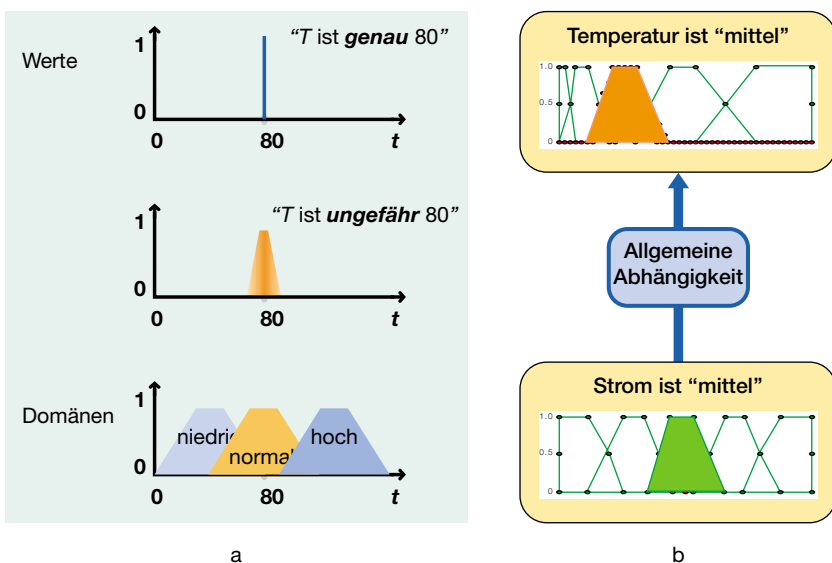 Werte
1
0
0
80
t
“T ist genau 80”
1
0
0
80
t
“T ist ungefähr 80”
Domänen
1
0
niedrig
normal
hoch
0
80
t
a
Temperatur ist “mittel”
1.0
0.5
0
Allgemeine
Abhängigkeit
Strom ist “mittel”
1.0
0.5
0
b